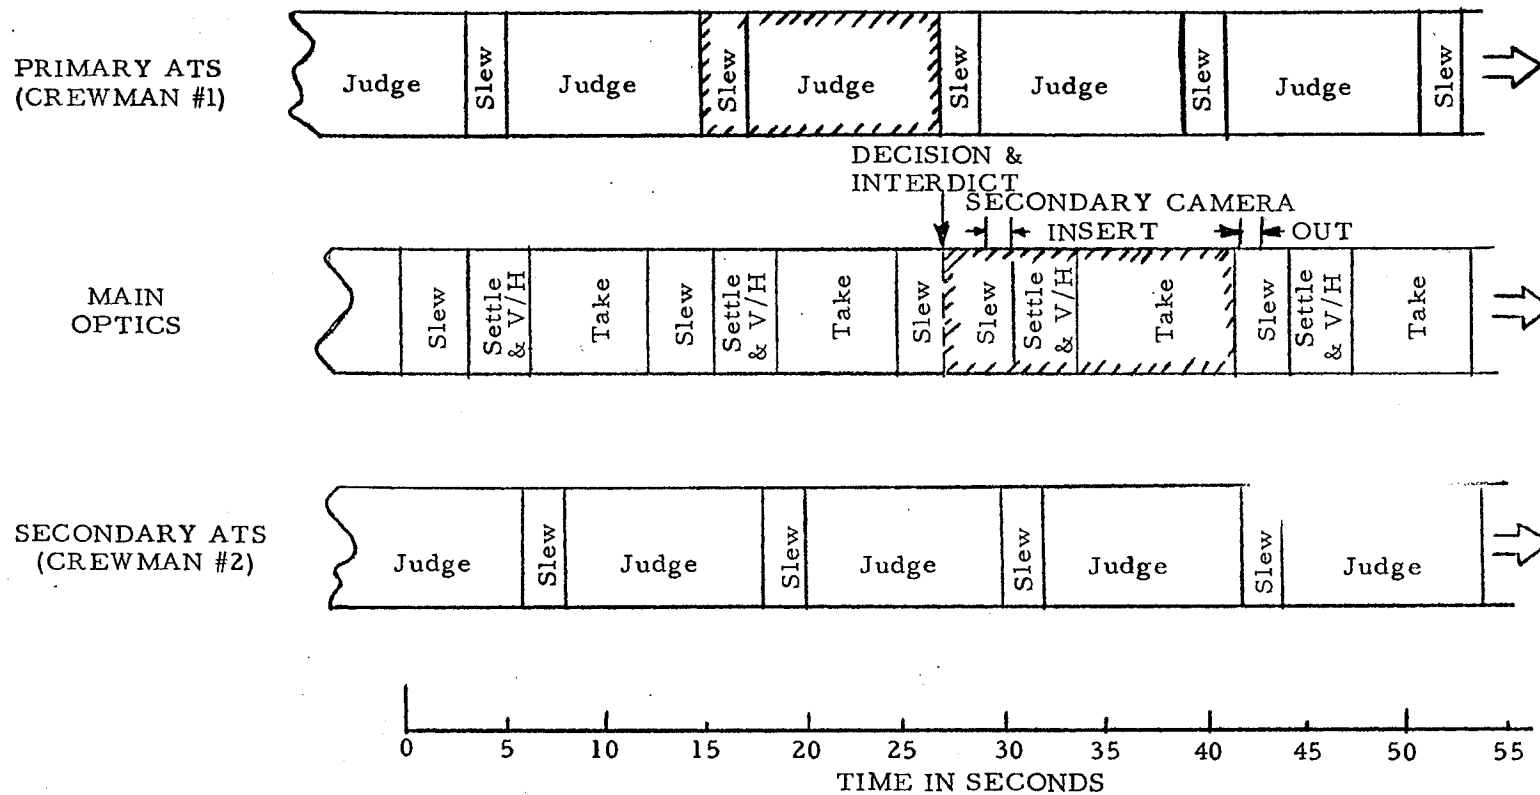 PRIMARY ATS
(CREWMAN #1)
Judge
Slew
Judge
Slew
Judge
Slew
Judge
Slew
Judge
Slew
DECISION &
INTERDICT
SECONDARY CAMERA
INSERT
OUT
MAIN
OPTICS
Slew
Settle
& V/H
Take
Slew
Settle
& V/H
Take
Slew
Slew
Settle
& V/H
Take
Slew
Settle
& V/H
Take
SECONDARY ATS
(CREWMAN #2)
Judge
Slew
Judge
Slew
Judge
Slew
Judge
Slew
Judge
0 5 10 15 20 25 30 35 40 45 50 55
TIME IN SECONDS